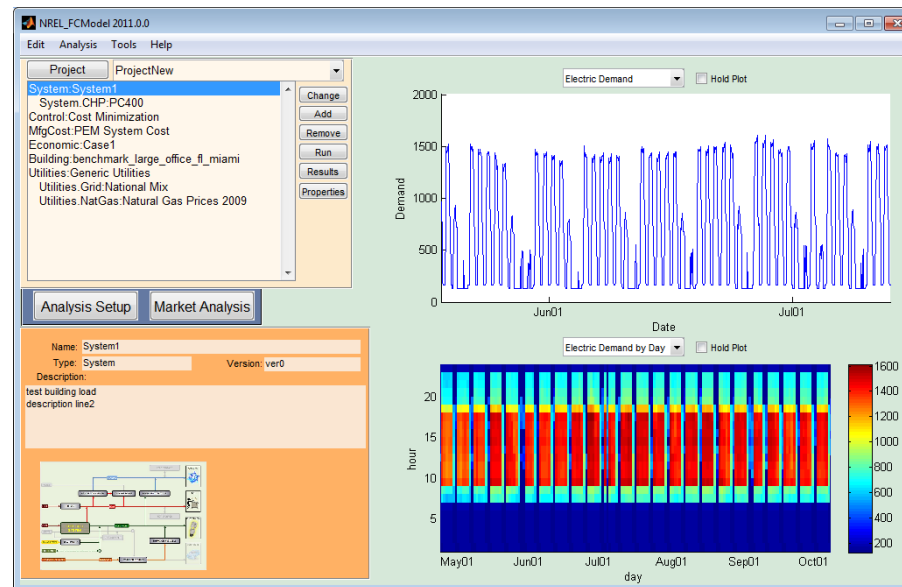 NREL_FCModel 2011.0.0
Edit Analysis Tools Help
Project ProjectNew
System:System1
System.CHP:PC400
Control:Cost Minimization
MfgCost:PEM System Cost
Economic:Case1
Building:benchmark_large_office_fl_miami
Utilities:Generic Utilities
Utilities.Grid:National Mix
Utilities.NatGas:Natural Gas Prices 2009
Change
Add
Remove
Run
Results
Properties
Analysis Setup Market Analysis
Name: System1
Type: System Version: ver0
Description:
test building load
description line2
Electric Demand Hold Plot
2000
1500
1000
500
0
Demand
Jun01 Jul01
Date
Electric Demand by Day Hold Plot
20
15
10
5
hour
May01 Jun01 Jul01 Aug01 Sep01 Oct01
day
1600
1400
1200
1000
800
600
400
200